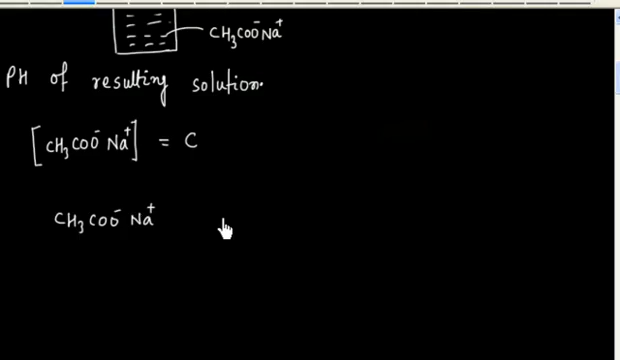 CH₃COO⁻Na⁺
PH of resulting solution.
[CH₃COO⁻ Na⁺] = C
CH₃COO⁻ Na⁺